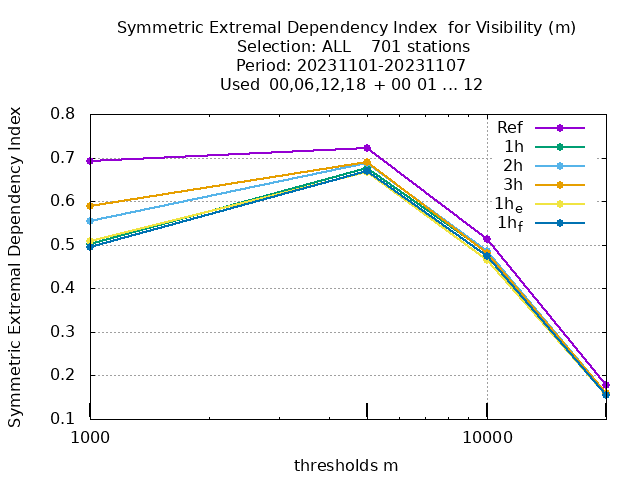 Symmetric Extremal Dependency Index  for Visibility (m)
Selection: ALL    701 stations
Period: 20231101-20231107
Used  00,06,12,18  + 00 01 ... 12
Symmetric Extremal Dependency Index
0.8
0.7
0.6
0.5
0.4
0.3
0.2
0.1
Ref
1h
2h
3h
1he
1hf
1000
10000
thresholds m